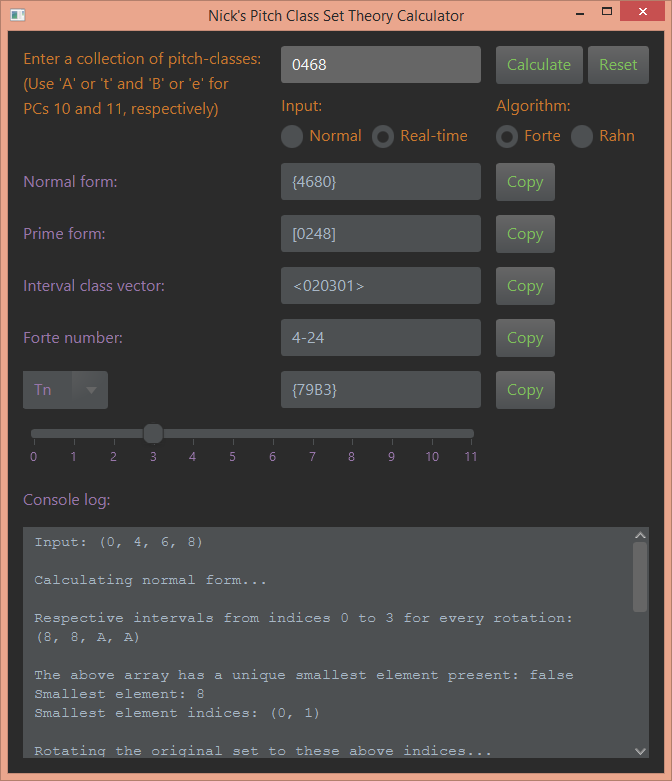 Nick's Pitch Class Set Theory Calculator
Enter a collection of pitch-classes:
(Use 'A' or 't' and 'B' or 'e' for
PCs 10 and 11, respectively)
0468
Calculate Reset
Input:
Normal Real-time
Algorithm:
Forte Rahn
Normal form: {4680} Copy
Prime form: [0248] Copy
Interval class vector: <020301> Copy
Forte number: 4-24 Copy
Tn {79B3} Copy
0 1 2 3 4 5 6 7 8 9 10 11
Console log:
Input: (0, 4, 6, 8)
Calculating normal form...
Respective intervals from indices 0 to 3 for every rotation:
(8, 8, A, A)
The above array has a unique smallest element present: false
Smallest element: 8
Smallest element indices: (0, 1)
Rotating the original set to these above indices...